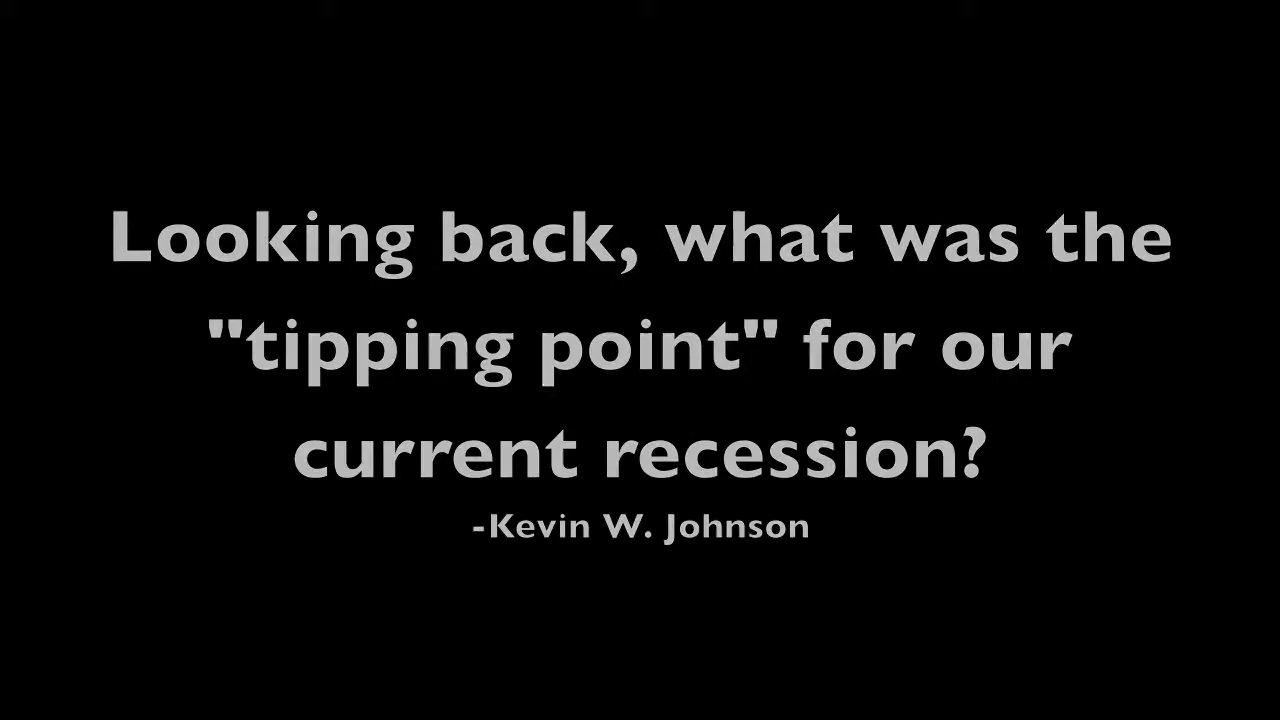 Looking back, what was the
"tipping point" for our
current recession?
-Kevin W. Johnson